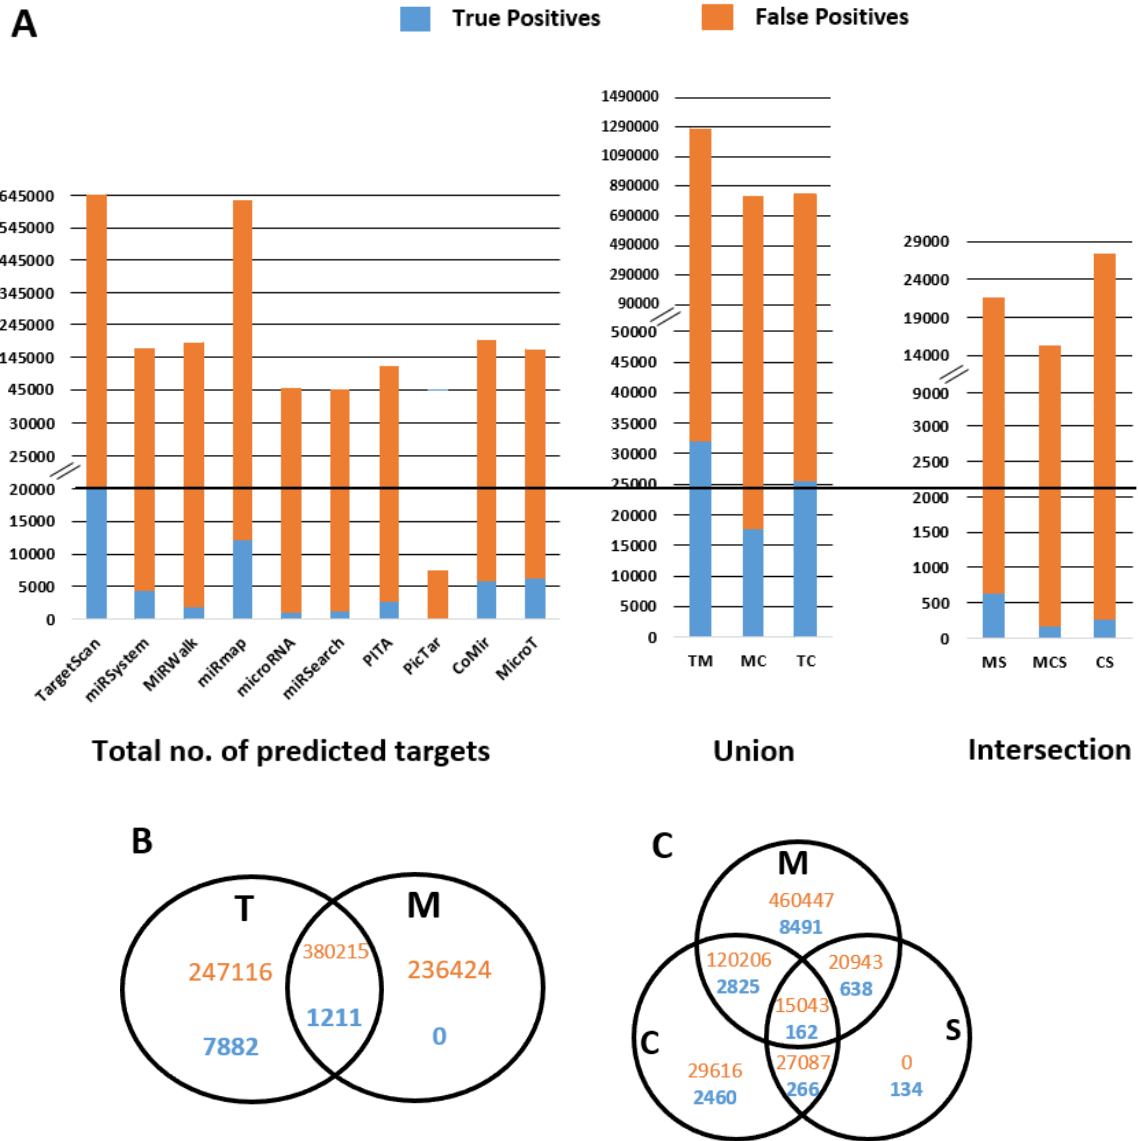 A
True Positives
False Positives
645000
545000
445000
345000
245000
145000
45000
30000
25000
20000
15000
10000
5000
0
TargetScan
miRSystem
MiRWalk
miRmap
microRNA
miRSearch
PITA
PicTar
CoMir
MicroT
Total no. of predicted targets
1490000
1290000
1090000
890000
690000
490000
290000
90000
50000
45000
40000
35000
30000
25000
20000
15000
10000
5000
0
TM MC TC
Union
29000
24000
19000
14000
9000
3000
2500
2000
1500
1000
500
0
MS MCS CS
Intersection
B
T
M
247116
380215
236424
7882
1211
0
C
M
460447
8491
120206
2825
20943
638
15043
162
C
S
29616
2460
27087
266
0
134